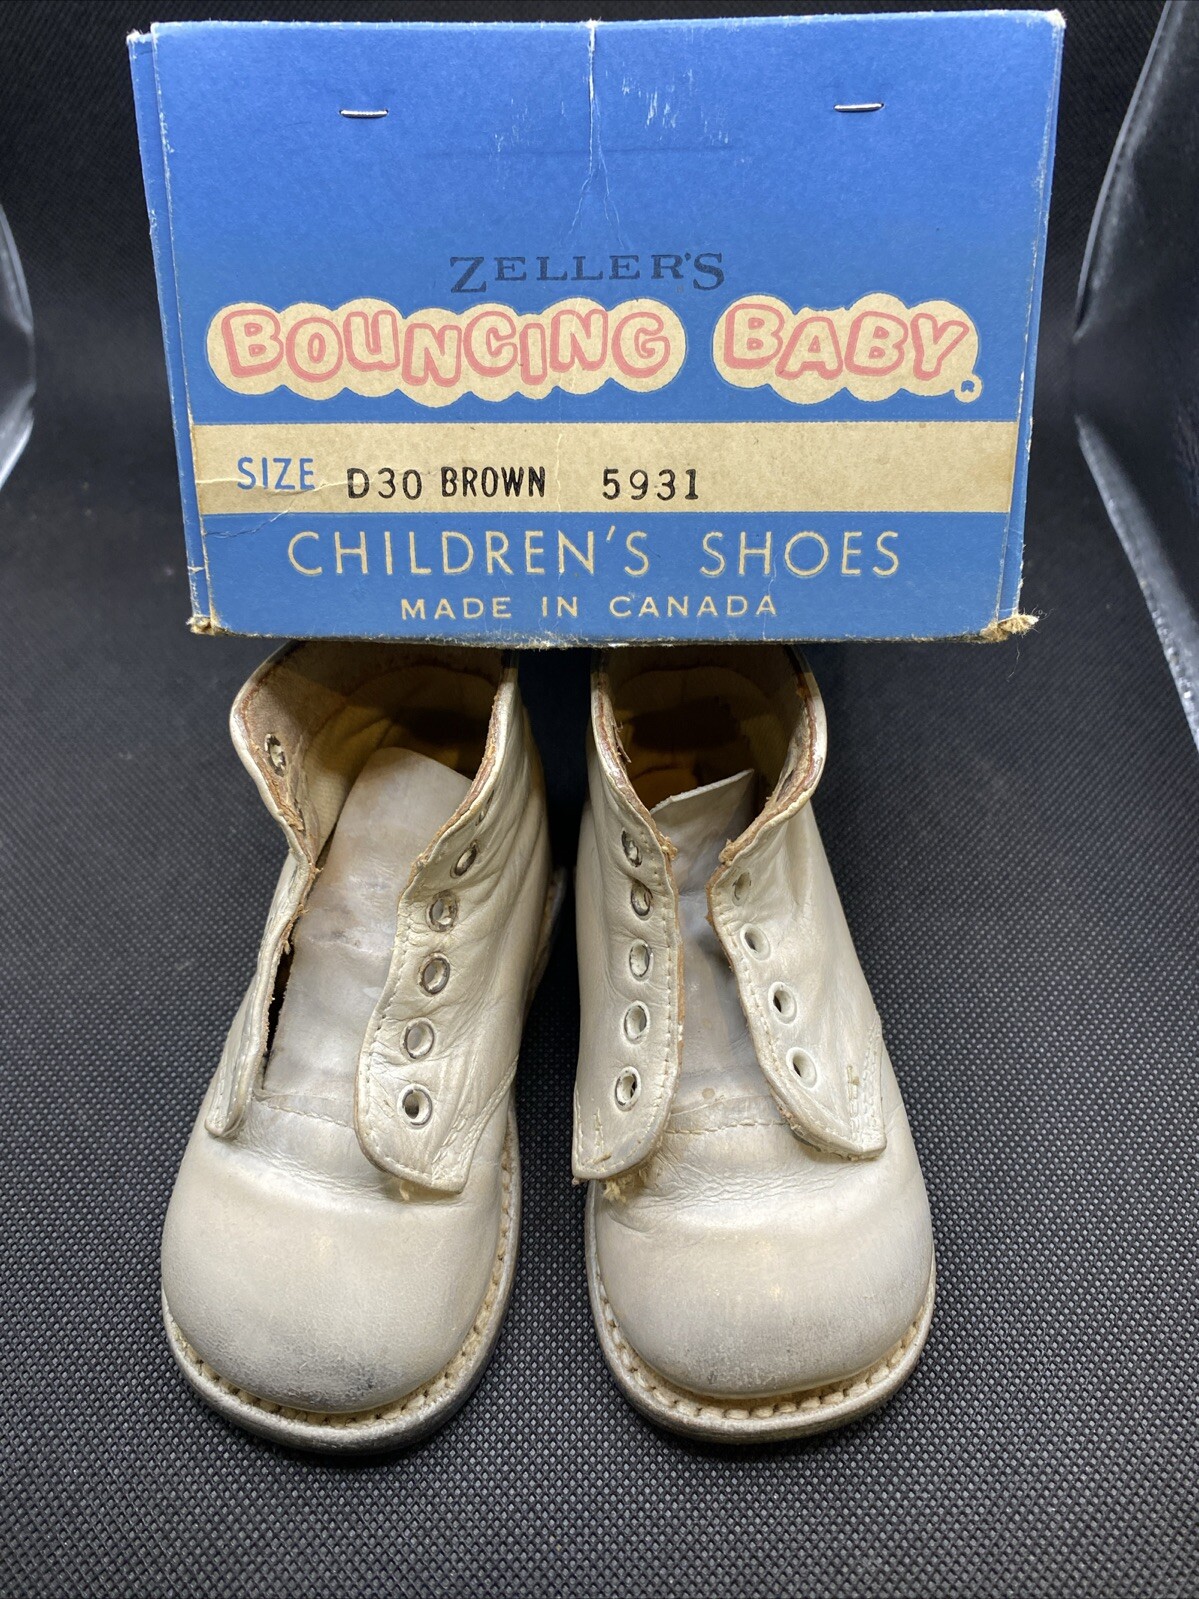 ZELLER'S
BOUNCING BABY
SIZE D30 BROWN 5931
CHILDREN'S SHOES
MADE IN CANADA